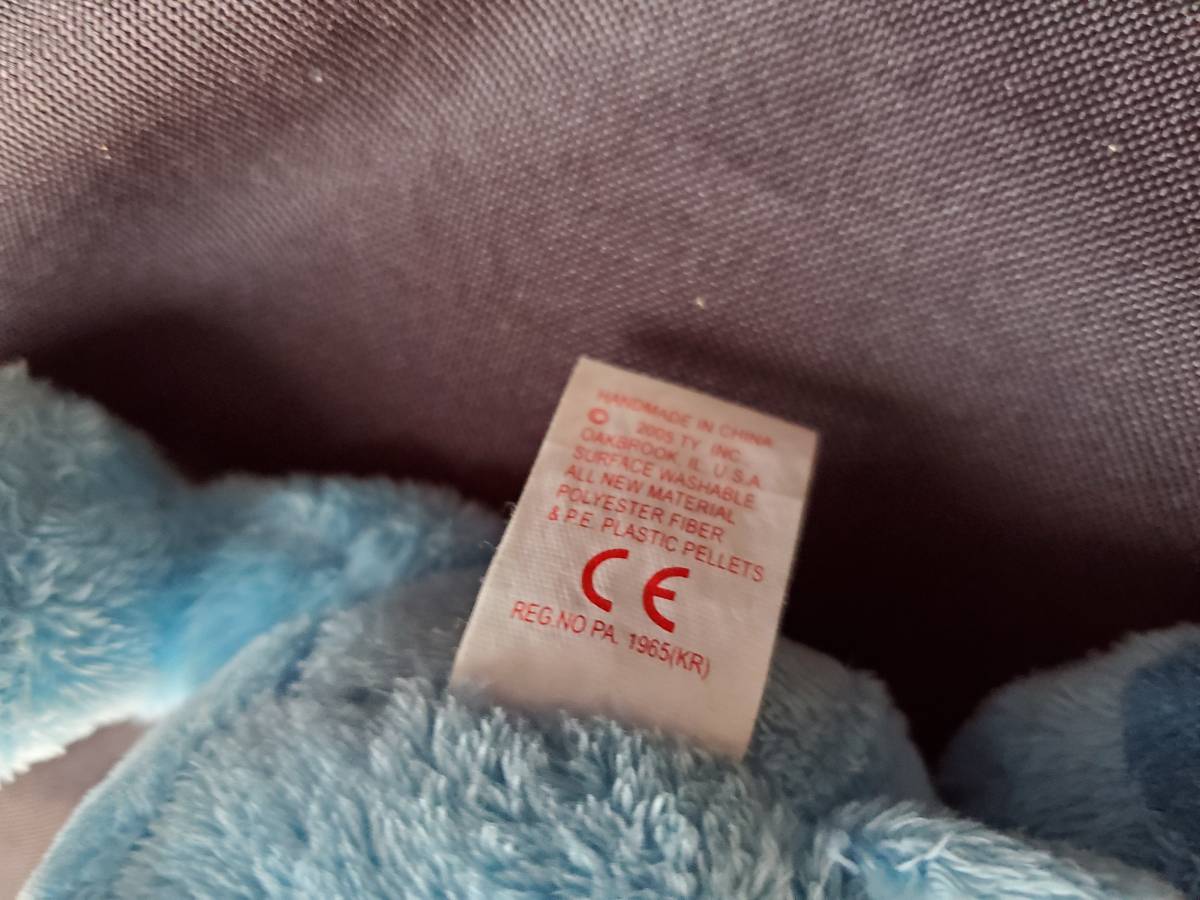 HANDMADE IN CHINA
© 2005 TY INC.
OAKBROOK, IL. U.S.A.
SURFACE WASHABLE
ALL NEW MATERIAL
POLYESTER FIBER
& P.E. PLASTIC PELLETS
CE
REG.NO PA. 1965(KR)